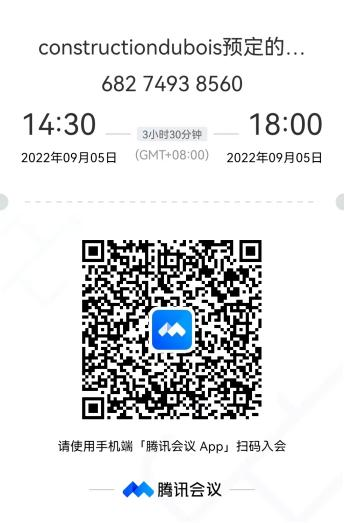 constructiondubois预定的...
682 7493 8560
14:30 3小时30分钟 18:00
2022年09月05日 (GMT+08:00) 2022年09月05日
请使用手机端「腾讯会议 App」扫码入会
腾讯会议